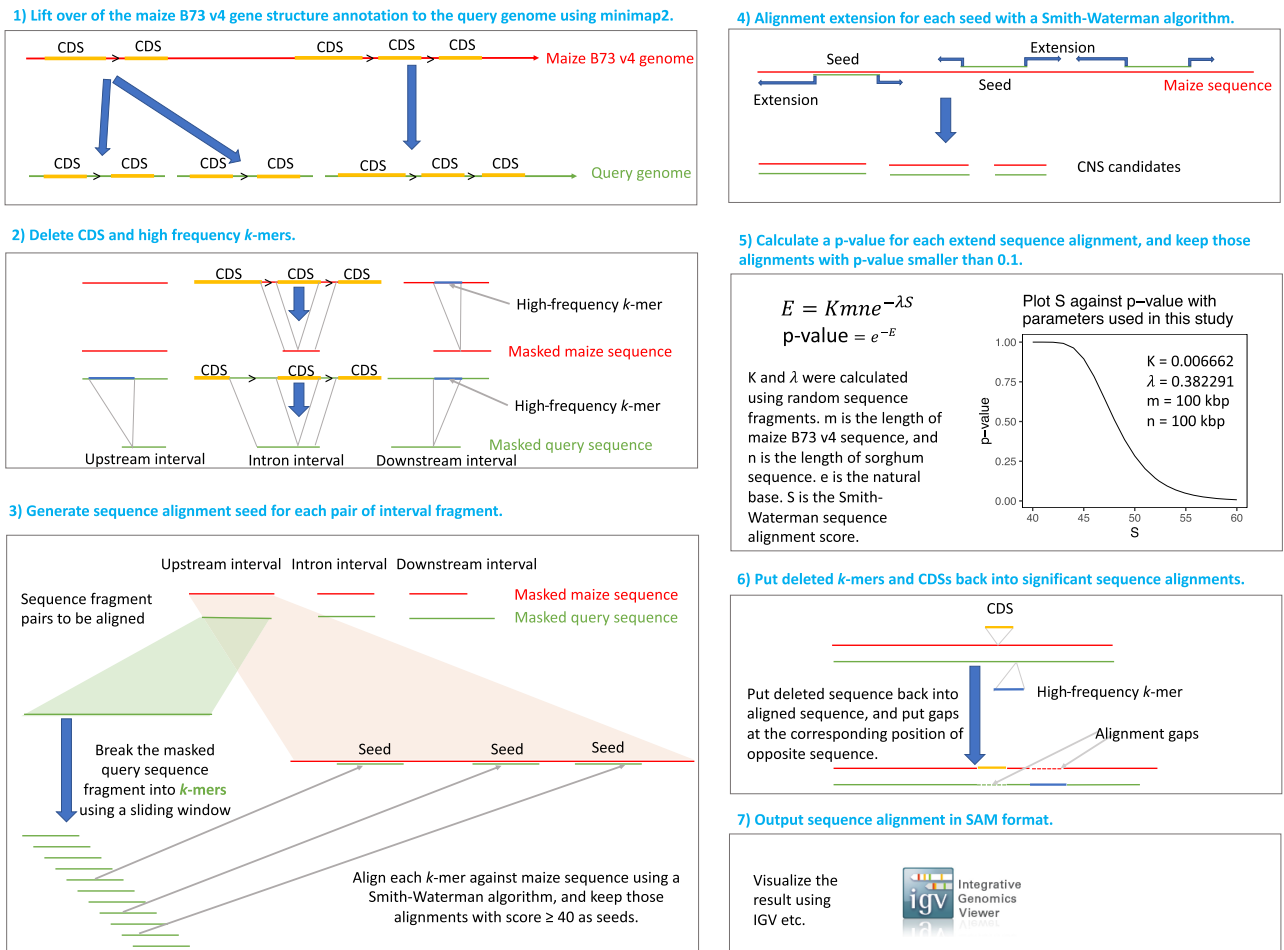 1) Lift over of the maize B73 v4 gene structure annotation to the query genome using minimap2.
CDS CDS CDS CDS CDS
Maize B73 v4 genome
CDS CDS CDS CDS CDS CDS CDS
Query genome
2) Delete CDS and high frequency k-mers.
CDS CDS CDS
High-frequency k-mer
Masked maize sequence
CDS CDS CDS
High-frequency k-mer
Masked query sequence
Upstream interval Intron interval Downstream interval
3) Generate sequence alignment seed for each pair of interval fragment.
Upstream interval Intron interval Downstream interval
Sequence fragment
pairs to be aligned
Masked maize sequence
Masked query sequence
Seed Seed Seed
Break the masked
query sequence
fragment into k-mers
using a sliding window
Align each k-mer against maize sequence using a
Smith-Waterman algorithm, and keep those
alignments with score ≥ 40 as seeds.
4) Alignment extension for each seed with a Smith-Waterman algorithm.
Extension
Seed
Seed
Maize sequence
Extension
CNS candidates
5) Calculate a p-value for each extend sequence alignment, and keep those
alignments with p-value smaller than 0.1.
E = Kmne^{-λS}
p-value = e^{-E}
K and λ were calculated
using random sequence
fragments. m is the length of
maize B73 v4 sequence, and
n is the length of sorghum
sequence. e is the natural
base. S is the Smith-
Waterman sequence
alignment score.
Plot S against p−value with
parameters used in this study
1.00
0.75
0.50
0.25
0.00
p−value
K = 0.006662
λ = 0.382291
m = 100 kbp
n = 100 kbp
40 45 50 55 60
S
6) Put deleted k-mers and CDSs back into significant sequence alignments.
CDS
High-frequency k-mer
Put deleted sequence back into
aligned sequence, and put gaps
at the corresponding position of
opposite sequence.
Alignment gaps
7) Output sequence alignment in SAM format.
Visualize the
result using
IGV etc.
igv
Integrative
Genomics
Viewer